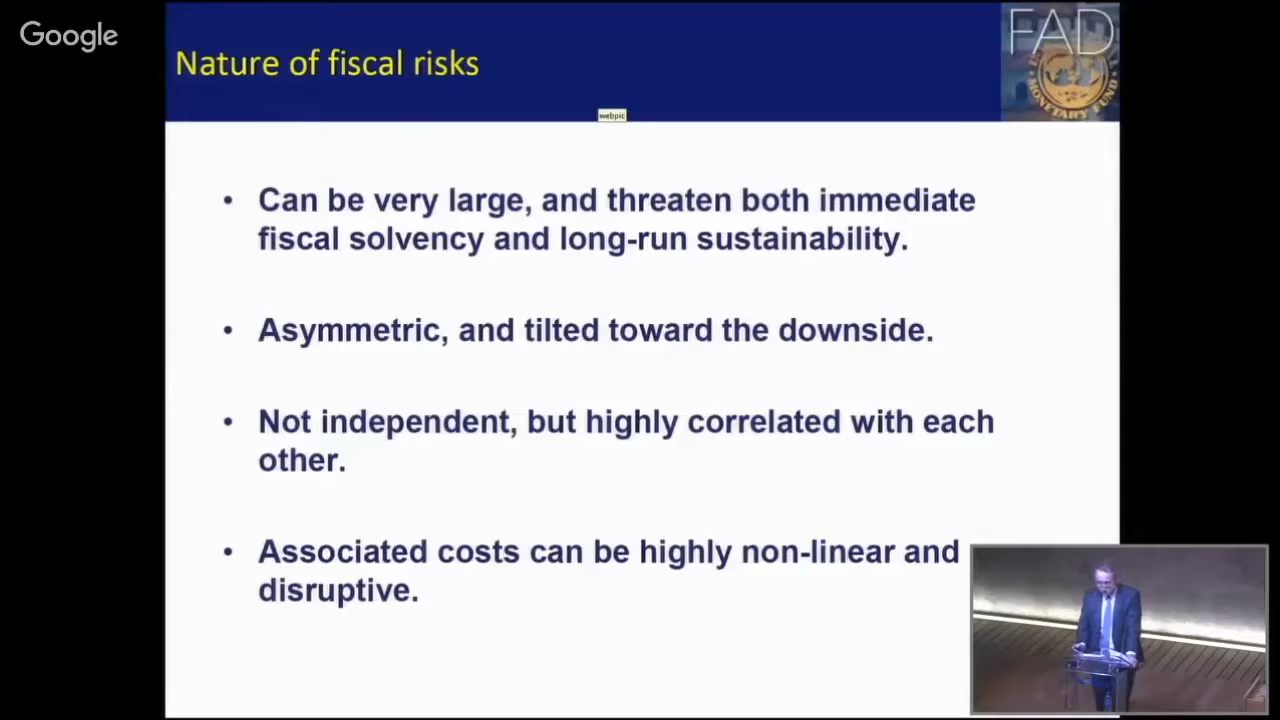 Google
Nature of fiscal risks
FAD
MONETARY FUND
webpic
• Can be very large, and threaten both immediate
fiscal solvency and long-run sustainability.
• Asymmetric, and tilted toward the downside.
• Not independent, but highly correlated with each
other.
• Associated costs can be highly non-linear and
disruptive.